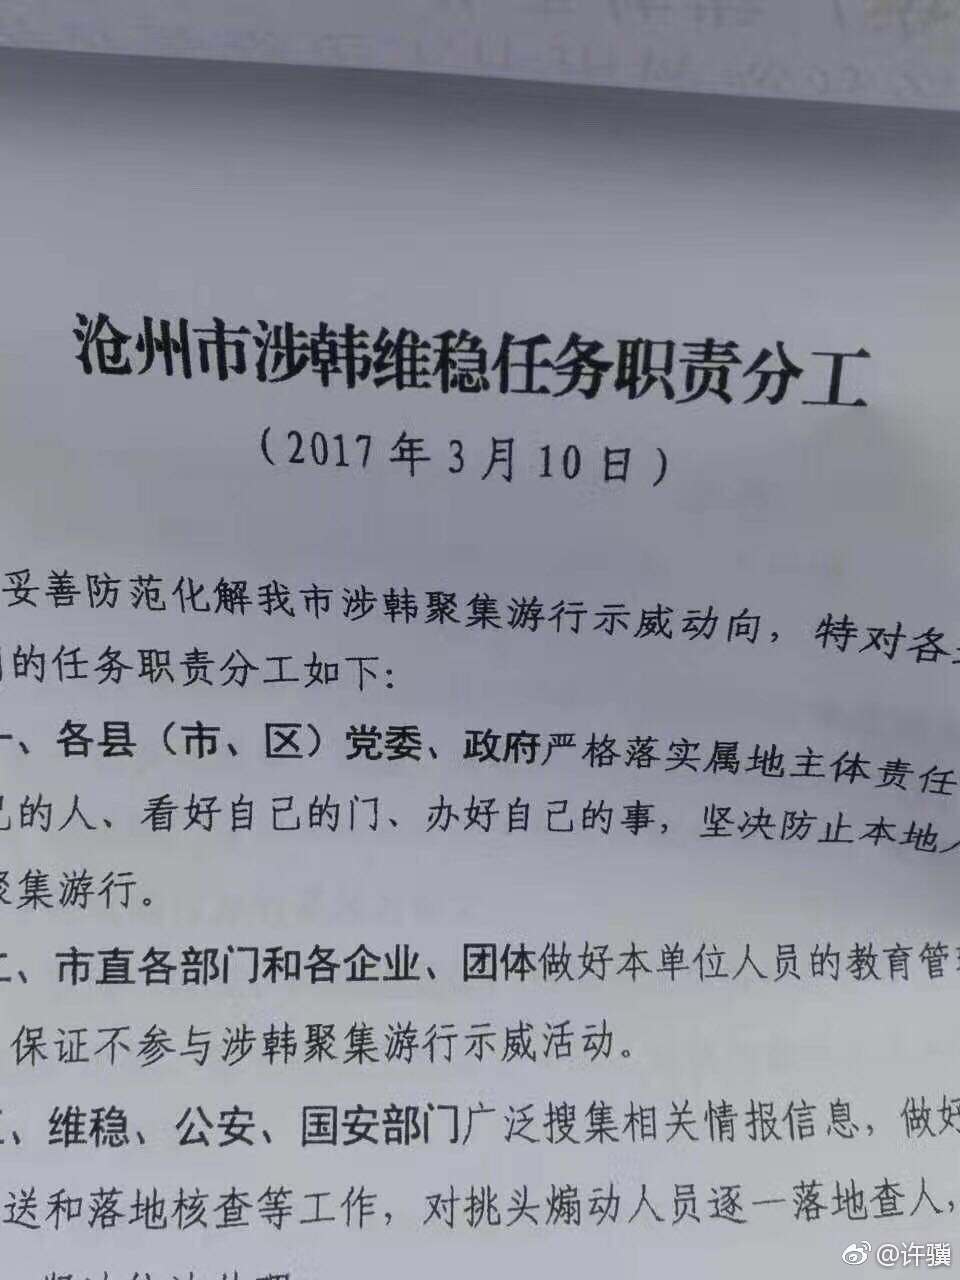 沧州市涉韩维稳任务职责分工
（2017年3月10日）
妥善防范化解我市涉韩聚集游行示威动向，特对各
的任务职责分工如下：
一、各县（市、区）党委、政府严格落实属地主体责任
己的人、看好自己的门、办好自己的事，坚决防止本地人
聚集游行。
二、市直各部门和各企业、团体做好本单位人员的教育管理
保证不参与涉韩聚集游行示威活动。
三、维稳、公安、国安部门广泛搜集相关情报信息，做好
送和落地核查等工作，对挑头煽动人员逐一落地查人，
@许骥